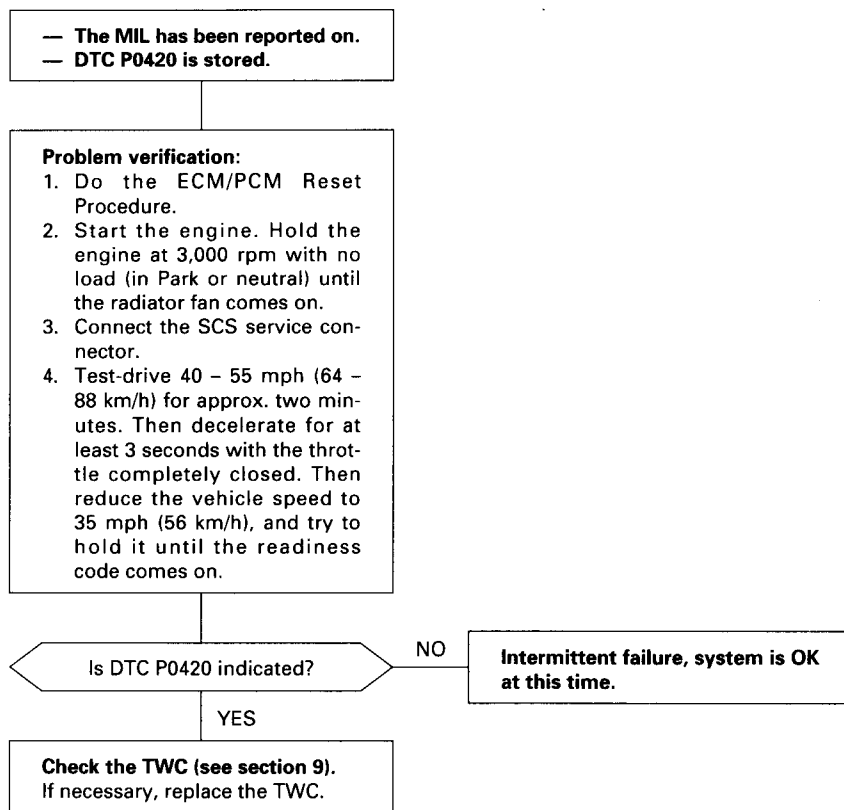 — The MIL has been reported on.
— DTC P0420 is stored.
Problem verification:
1. Do the ECM/PCM Reset
Procedure.
2. Start the engine. Hold the
engine at 3,000 rpm with no
load (in Park or neutral) until
the radiator fan comes on.
3. Connect the SCS service con-
nector.
4. Test-drive 40 – 55 mph (64 –
88 km/h) for approx. two min-
utes. Then decelerate for at
least 3 seconds with the throt-
tle completely closed. Then
reduce the vehicle speed to
35 mph (56 km/h), and try to
hold it until the readiness
code comes on.
Is DTC P0420 indicated?
NO
Intermittent failure, system is OK
at this time.
YES
Check the TWC (see section 9).
If necessary, replace the TWC.